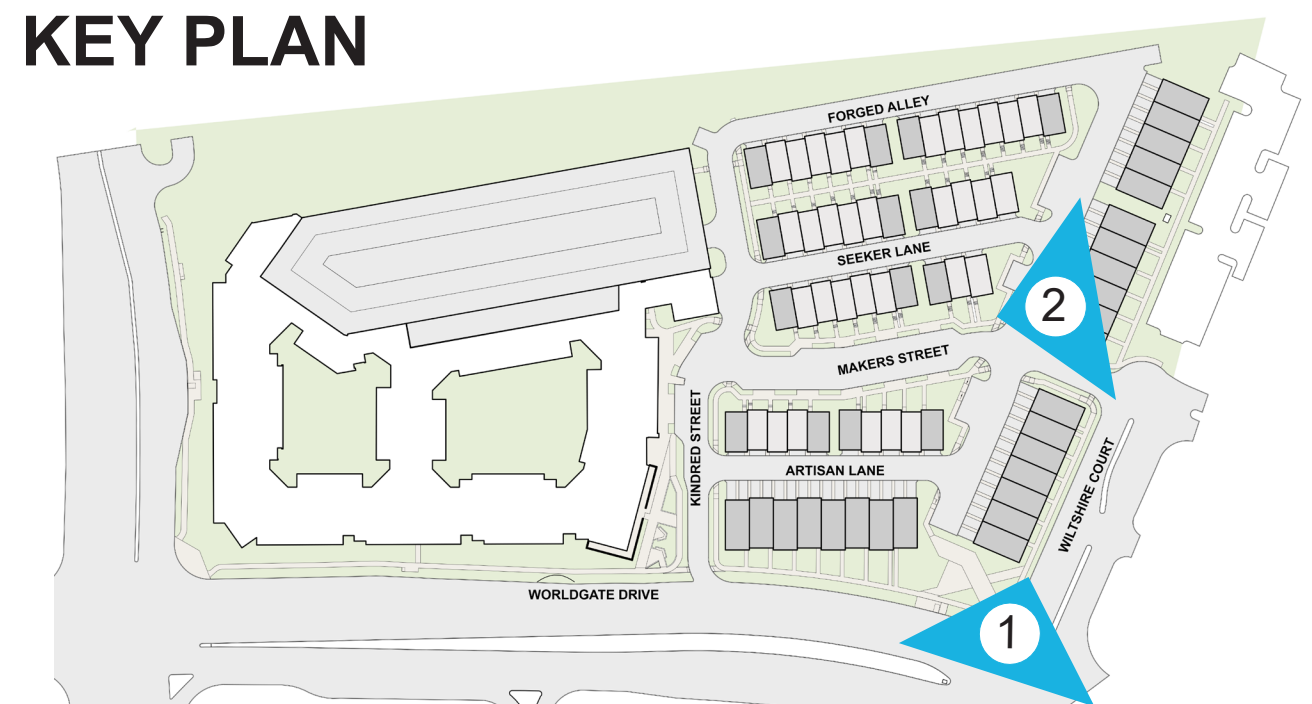 KEY PLAN
FORGED ALLEY
SEEKER LANE
2
MAKERS STREET
KINDRED STREET
ARTISAN LANE
WILTSHIRE COURT
WORLDGATE DRIVE
1